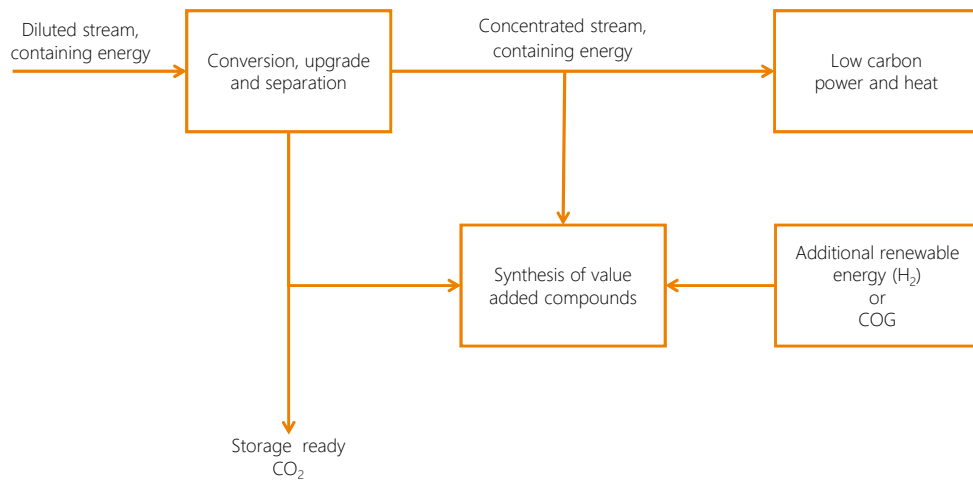 Diluted stream,
containing energy
Conversion, upgrade
and separation
Concentrated stream,
containing energy
Low carbon
power and heat
Synthesis of value
added compounds
Additional renewable
energy (H₂)
or
COG
Storage ready
CO₂